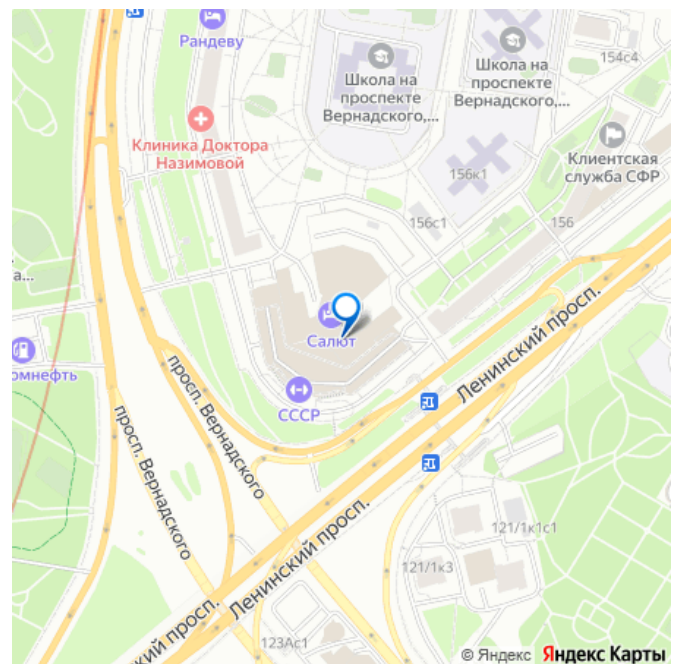 Рандеву
Школа на
проспекте
Вернадского,...
Школа на
проспекте
Вернадского,...
154с4
Клиника Доктора
Назимовой
Клиентская
служба СФР
156к1
156с1
156
а...
Салют
Ленинский просп.
омнефть
просп. Вернадского
СССР
просп. Вернадского
Ленинский просп.
121/1к1с1
121/1к3
ский просп.
123Ас1
© Яндекс Яндекс Карты